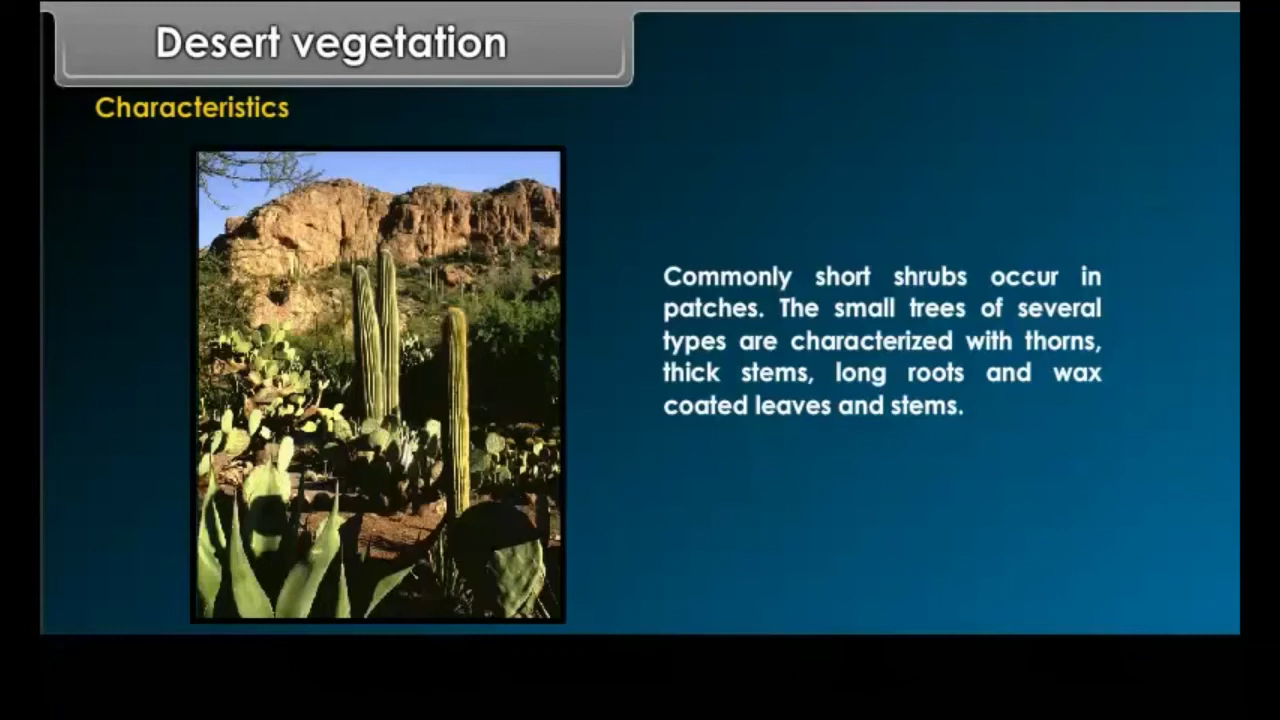 Desert vegetation
Characteristics
Commonly short shrubs occur in
patches. The small trees of several
types are characterized with thorns,
thick stems, long roots and wax
coated leaves and stems.